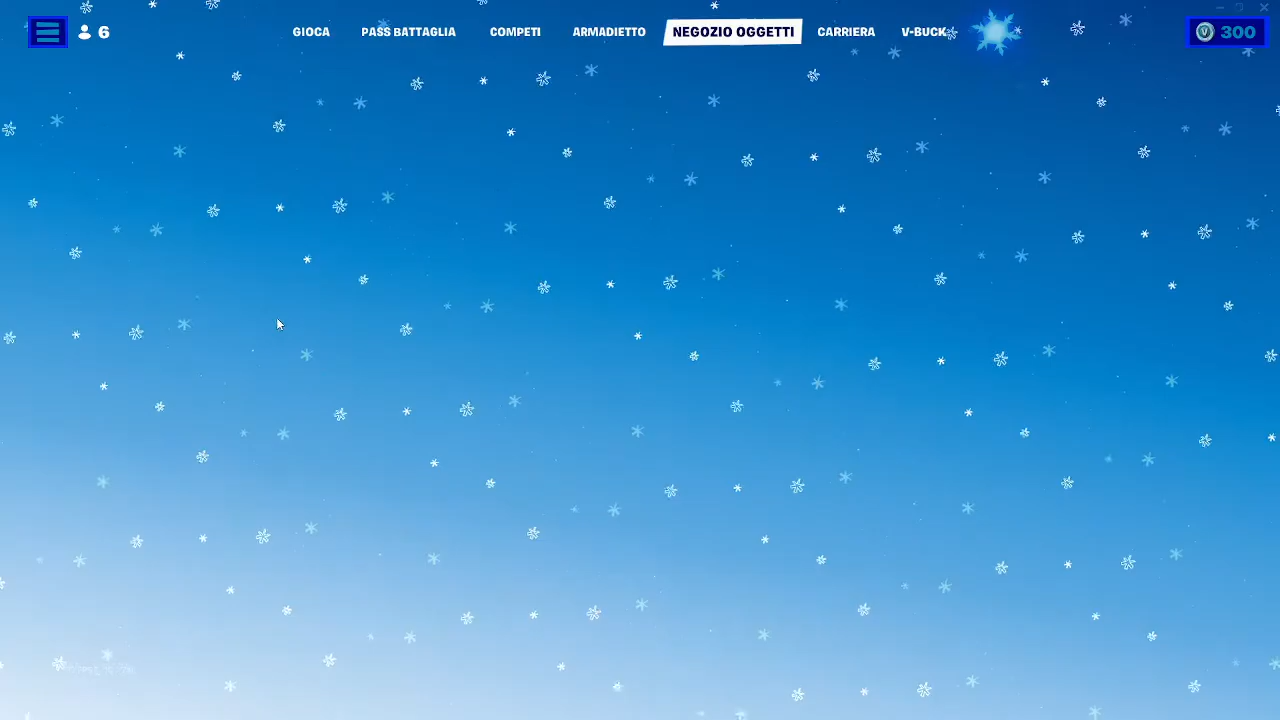 6
GIOCA
PASS BATTAGLIA
COMPETI
ARMADIETTO
NEGOZIO OGGETTI
CARRIERA
V-BUCK
300